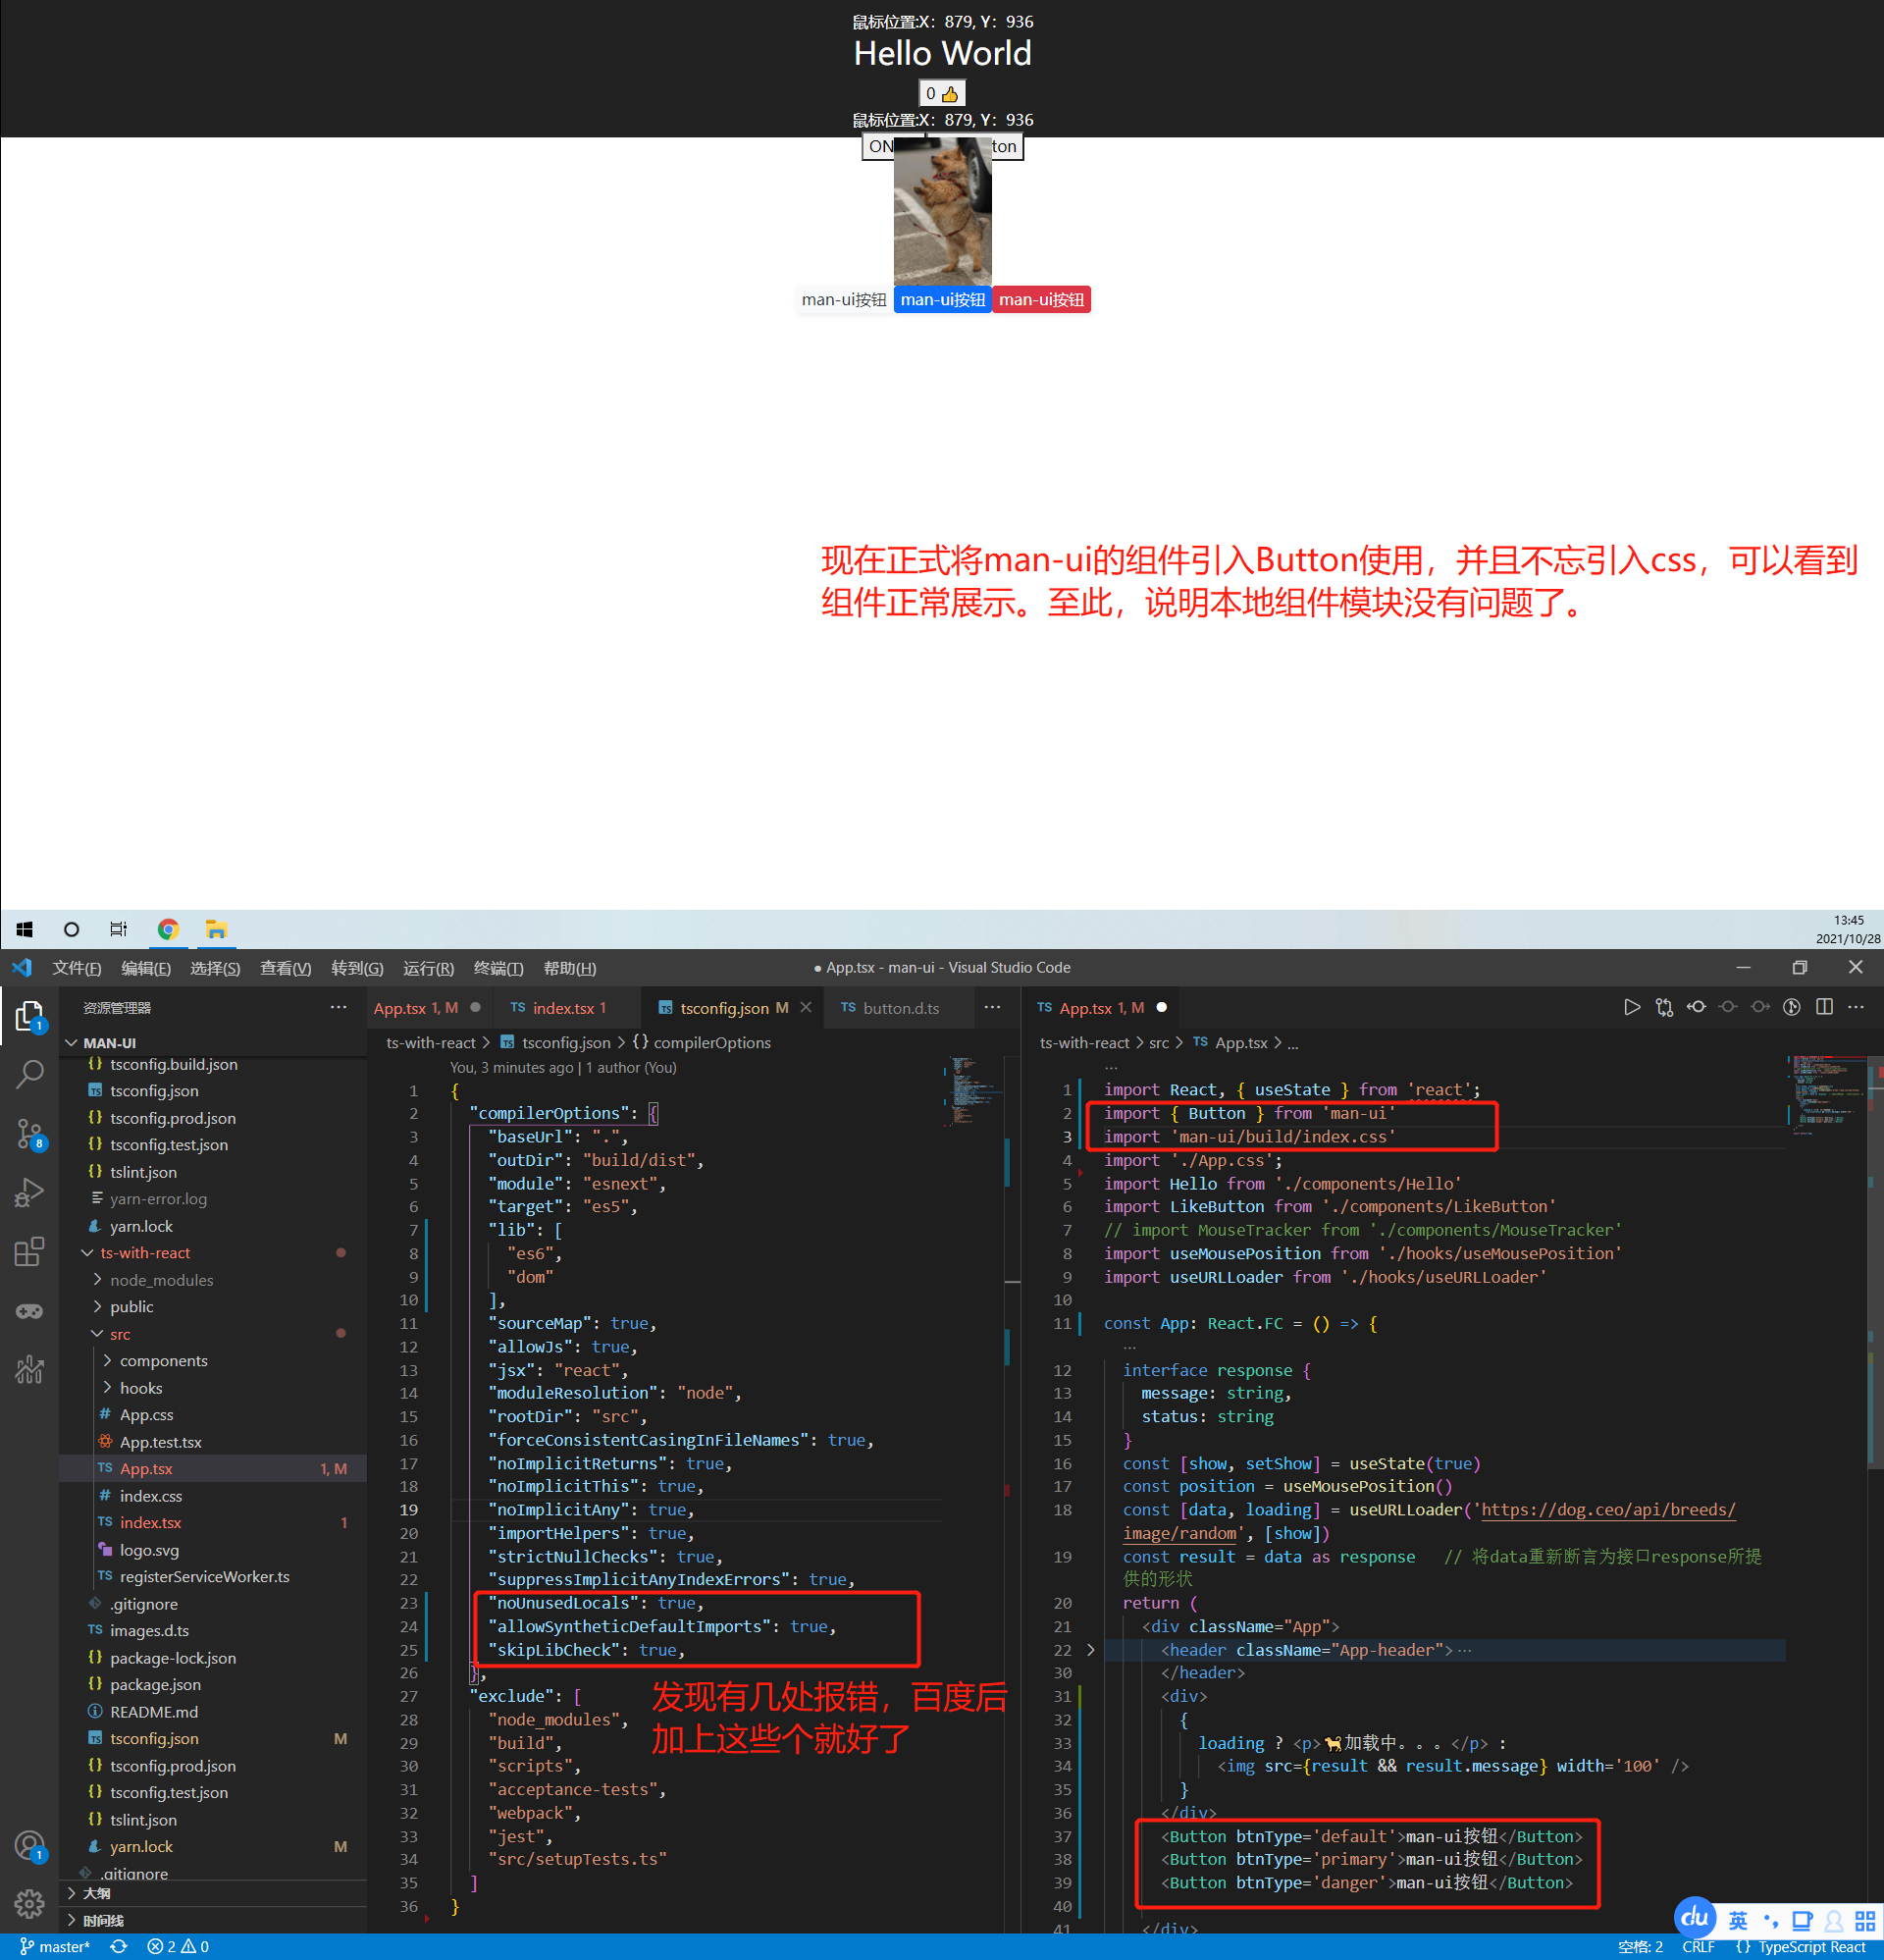 鼠标位置:X：879, Y：936
Hello World
0 👍
鼠标位置:X：879, Y：936
ON
ton
man-ui按钮 man-ui按钮 man-ui按钮
现在正式将man-ui的组件引入Button使用，并且不忘引入css，可以看到
组件正常展示。至此，说明本地组件模块没有问题了。
13:45
2021/10/28
文件(F) 编辑(E) 选择(S) 查看(V) 转到(G) 运行(R) 终端(T) 帮助(H)
● App.tsx - man-ui - Visual Studio Code
资源管理器 ···
MAN-UI
{} tsconfig.build.json
TS tsconfig.json
{} tsconfig.prod.json
{} tsconfig.test.json
{} tslint.json
yarn-error.log
yarn.lock
ts-with-react
node_modules
public
src
components
hooks
# App.css
App.test.tsx
TS App.tsx 1, M
# index.css
TS index.tsx 1
logo.svg
TS registerServiceWorker.ts
.gitignore
TS images.d.ts
{} package-lock.json
{} package.json
README.md
TS tsconfig.json M
{} tsconfig.prod.json
{} tsconfig.test.json
{} tslint.json
yarn.lock M
.gitignore
大纲
时间线
1
8
1
App.tsx 1, M ● TS index.tsx 1 TS tsconfig.json M TS button.d.ts ···
ts-with-react > TS tsconfig.json > {} compilerOptions
You, 3 minutes ago | 1 author (You)
1 {
2 "compilerOptions": {
3 "baseUrl": ".",
4 "outDir": "build/dist",
5 "module": "esnext",
6 "target": "es5",
7 "lib": [
8 "es6",
9 "dom"
10 ],
11 "sourceMap": true,
12 "allowJs": true,
13 "jsx": "react",
14 "moduleResolution": "node",
15 "rootDir": "src",
16 "forceConsistentCasingInFileNames": true,
17 "noImplicitReturns": true,
18 "noImplicitThis": true,
19 "noImplicitAny": true,
20 "importHelpers": true,
21 "strictNullChecks": true,
22 "suppressImplicitAnyIndexErrors": true,
23 "noUnusedLocals": true,
24 "allowSyntheticDefaultImports": true,
25 "skipLibCheck": true,
26 },
27 "exclude": [
28 "node_modules",
29 "build",
30 "scripts",
31 "acceptance-tests",
32 "webpack",
33 "jest",
34 "src/setupTests.ts"
35 ]
36 }
发现有几处报错，百度后
加上这些个就好了
TS App.tsx 1, M ●
ts-with-react > src > TS App.tsx > ...
···
1 import React, { useState } from 'react';
2 import { Button } from 'man-ui'
3 import 'man-ui/build/index.css'
4 import './App.css';
5 import Hello from './components/Hello'
6 import LikeButton from './components/LikeButton'
7 // import MouseTracker from './components/MouseTracker'
8 import useMousePosition from './hooks/useMousePosition'
9 import useURLLoader from './hooks/useURLLoader'
10
11 const App: React.FC = () => {
···
12 interface response {
13 message: string,
14 status: string
15 }
16 const [show, setShow] = useState(true)
17 const position = useMousePosition()
18 const [data, loading] = useURLLoader('https://dog.ceo/api/breeds/
image/random', [show])
19 const result = data as response // 将data重新断言为接口response所提
供的形状
20 return (
21 <div className="App">
22 <header className="App-header">···
30 </header>
31 <div>
32 {
33 loading ? <p>🐕加载中。。。</p> :
34 <img src={result && result.message} width='100' />
35 }
36 </div>
37 <Button btnType='default'>man-ui按钮</Button>
38 <Button btnType='primary'>man-ui按钮</Button>
39 <Button btnType='danger'>man-ui按钮</Button>
40
41 </div>
du 英
master* 2 0
空格: 2 CRLF {} TypeScript React